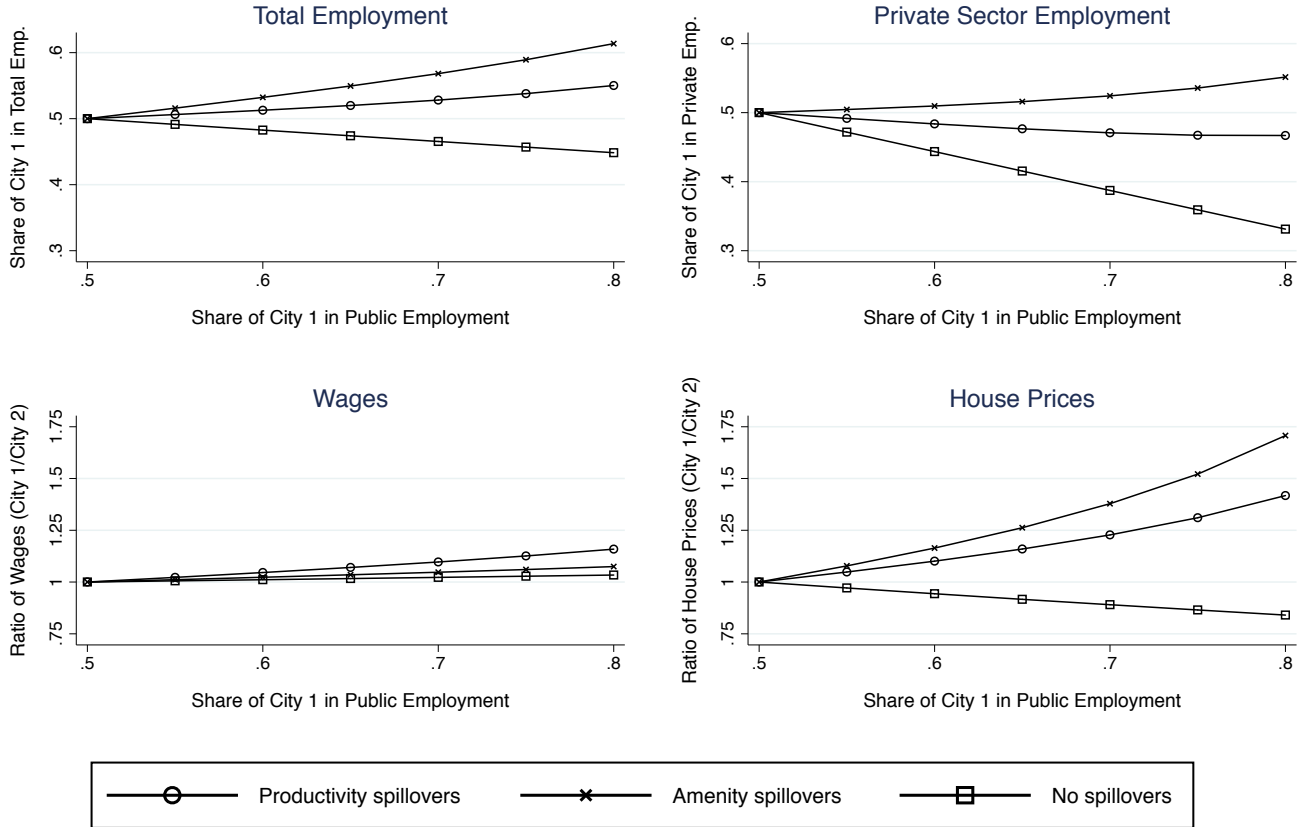 Total Employment
Share of City 1 in Total Emp.
.6
.5
.4
.3
.5
.6
.7
.8
Share of City 1 in Public Employment
Private Sector Employment
Share of City 1 in Private Emp.
.6
.5
.4
.3
.5
.6
.7
.8
Share of City 1 in Public Employment
Wages
Ratio of Wages (City 1/City 2)
1.75
1.5
1.25
1
.75
.5
.6
.7
.8
Share of City 1 in Public Employment
House Prices
Ratio of House Prices (City 1/City 2)
1.75
1.5
1.25
1
.75
.5
.6
.7
.8
Share of City 1 in Public Employment
Productivity spillovers
Amenity spillovers
No spillovers